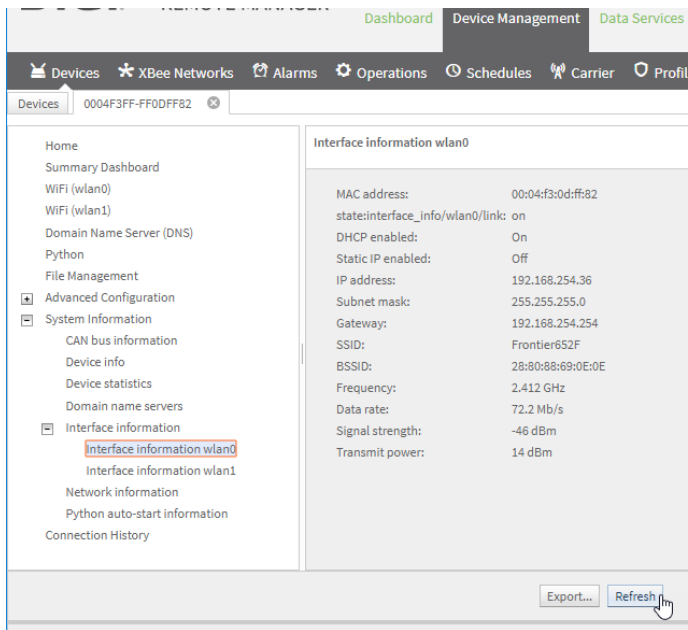 REMOTE MANAGER
Dashboard Device Management Data Services
Devices XBee Networks Alarms Operations Schedules Carrier Profil
Devices 0004F3FF-FF0DFF82
Home
Summary Dashboard
WiFi (wlan0)
WiFi (wlan1)
Domain Name Server (DNS)
Python
File Management
Advanced Configuration
System Information
CAN bus information
Device info
Device statistics
Domain name servers
Interface information
Interface information wlan0
Interface information wlan1
Network information
Python auto-start information
Connection History
Interface information wlan0
MAC address: 00:04:f3:0d:ff:82
state:interface_info/wlan0/link: on
DHCP enabled: On
Static IP enabled: Off
IP address: 192.168.254.36
Subnet mask: 255.255.255.0
Gateway: 192.168.254.254
SSID: Frontier652F
BSSID: 28:80:88:69:0E:0E
Frequency: 2.412 GHz
Data rate: 72.2 Mb/s
Signal strength: -46 dBm
Transmit power: 14 dBm
Export... Refresh